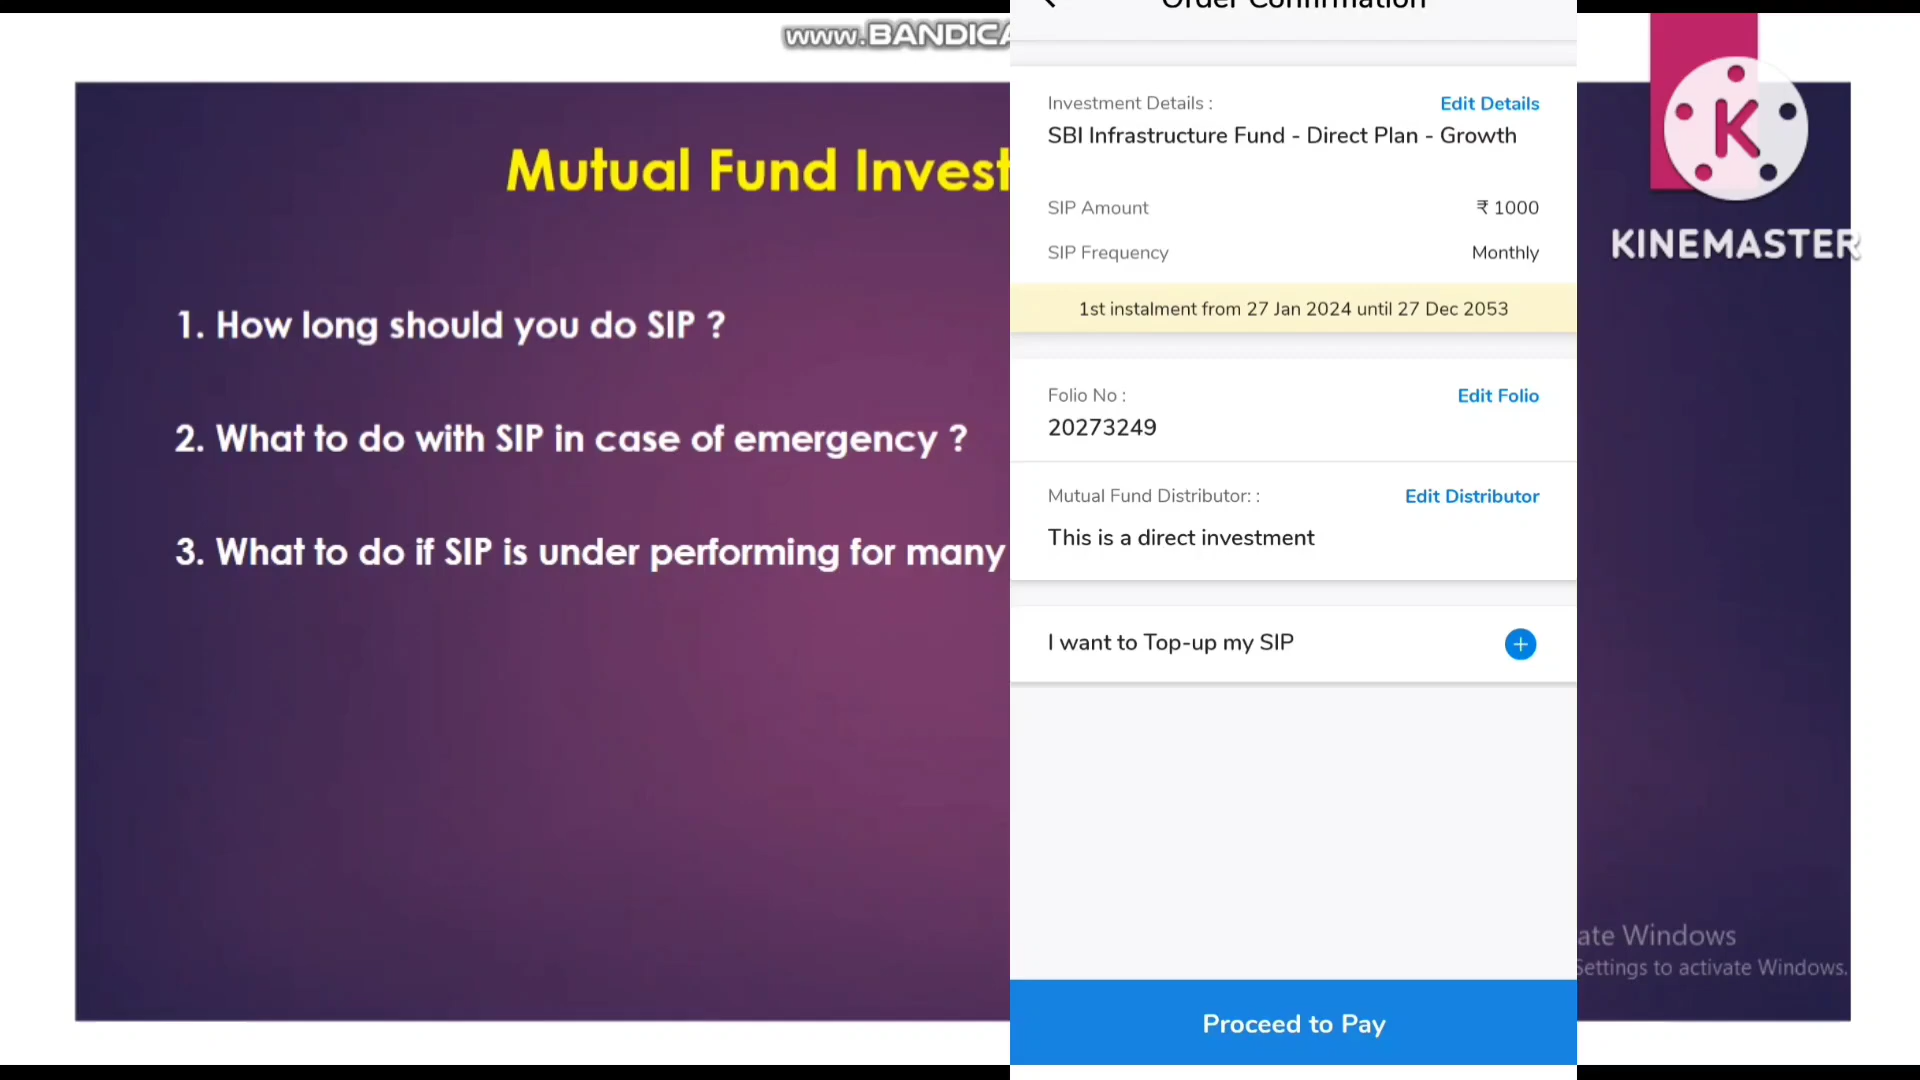 www.BANDICA
Mutual Fund Invest
1. How long should you do SIP ?
2. What to do with SIP in case of emergency ?
3. What to do if SIP is under performing for many
Order Confirmation
Investment Details :
Edit Details
SBI Infrastructure Fund - Direct Plan - Growth
SIP Amount
₹ 1000
SIP Frequency
Monthly
1st instalment from 27 Jan 2024 until 27 Dec 2053
Folio No :
Edit Folio
20273249
Mutual Fund Distributor: :
Edit Distributor
This is a direct investment
I want to Top-up my SIP
Proceed to Pay
K
KINEMASTER
ate Windows
Settings to activate Windows.